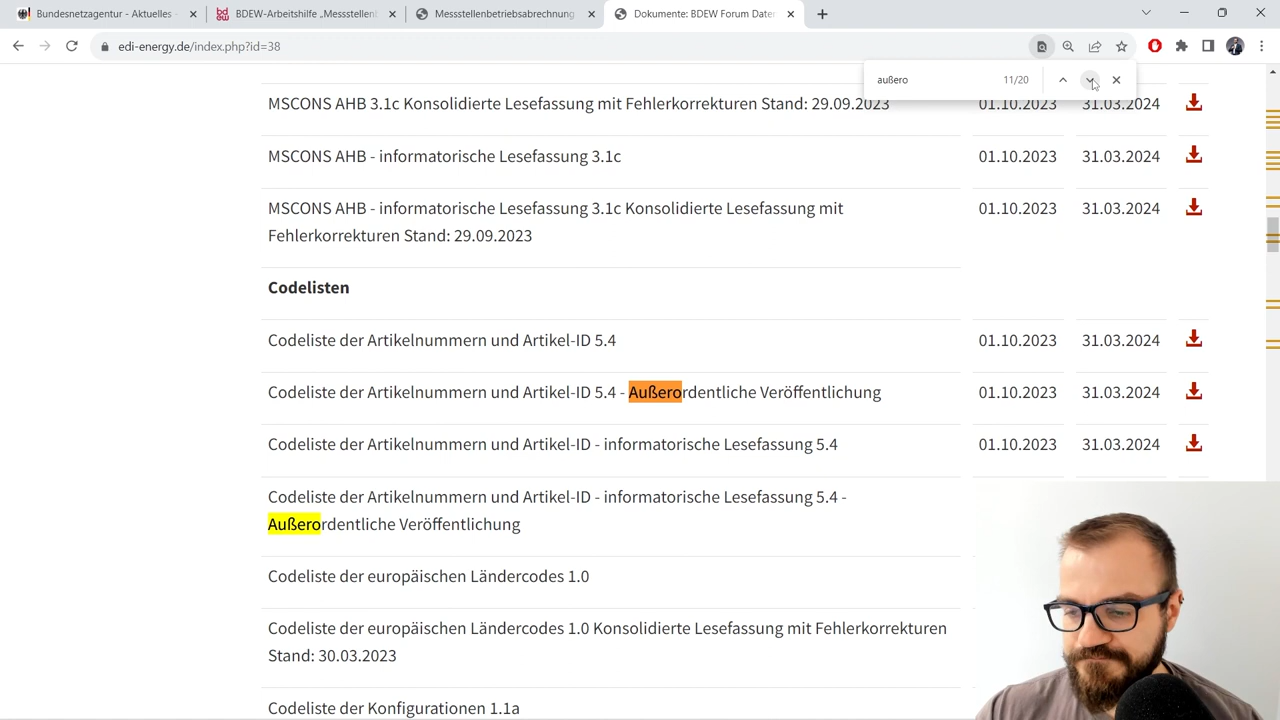 Bundesnetzagentur - Aktuelles -
BDEW-Arbeitshilfe „Messstellenl
Messstellenbetriebsabrechnung
Dokumente: BDEW Forum Date
edi-energy.de/index.php?id=38
außero
11/20
MSCONS AHB 3.1c Konsolidierte Lesefassung mit Fehlerkorrekturen Stand: 29.09.2023 01.10.2023 31.03.2024
MSCONS AHB - informatorische Lesefassung 3.1c 01.10.2023 31.03.2024
MSCONS AHB - informatorische Lesefassung 3.1c Konsolidierte Lesefassung mit 01.10.2023 31.03.2024
Fehlerkorrekturen Stand: 29.09.2023
Codelisten
Codeliste der Artikelnummern und Artikel-ID 5.4 01.10.2023 31.03.2024
Codeliste der Artikelnummern und Artikel-ID 5.4 - Außerordentliche Veröffentlichung 01.10.2023 31.03.2024
Codeliste der Artikelnummern und Artikel-ID - informatorische Lesefassung 5.4 01.10.2023 31.03.2024
Codeliste der Artikelnummern und Artikel-ID - informatorische Lesefassung 5.4 -
Außerordentliche Veröffentlichung
Codeliste der europäischen Ländercodes 1.0
Codeliste der europäischen Ländercodes 1.0 Konsolidierte Lesefassung mit Fehlerkorrekturen
Stand: 30.03.2023
Codeliste der Konfigurationen 1.1a